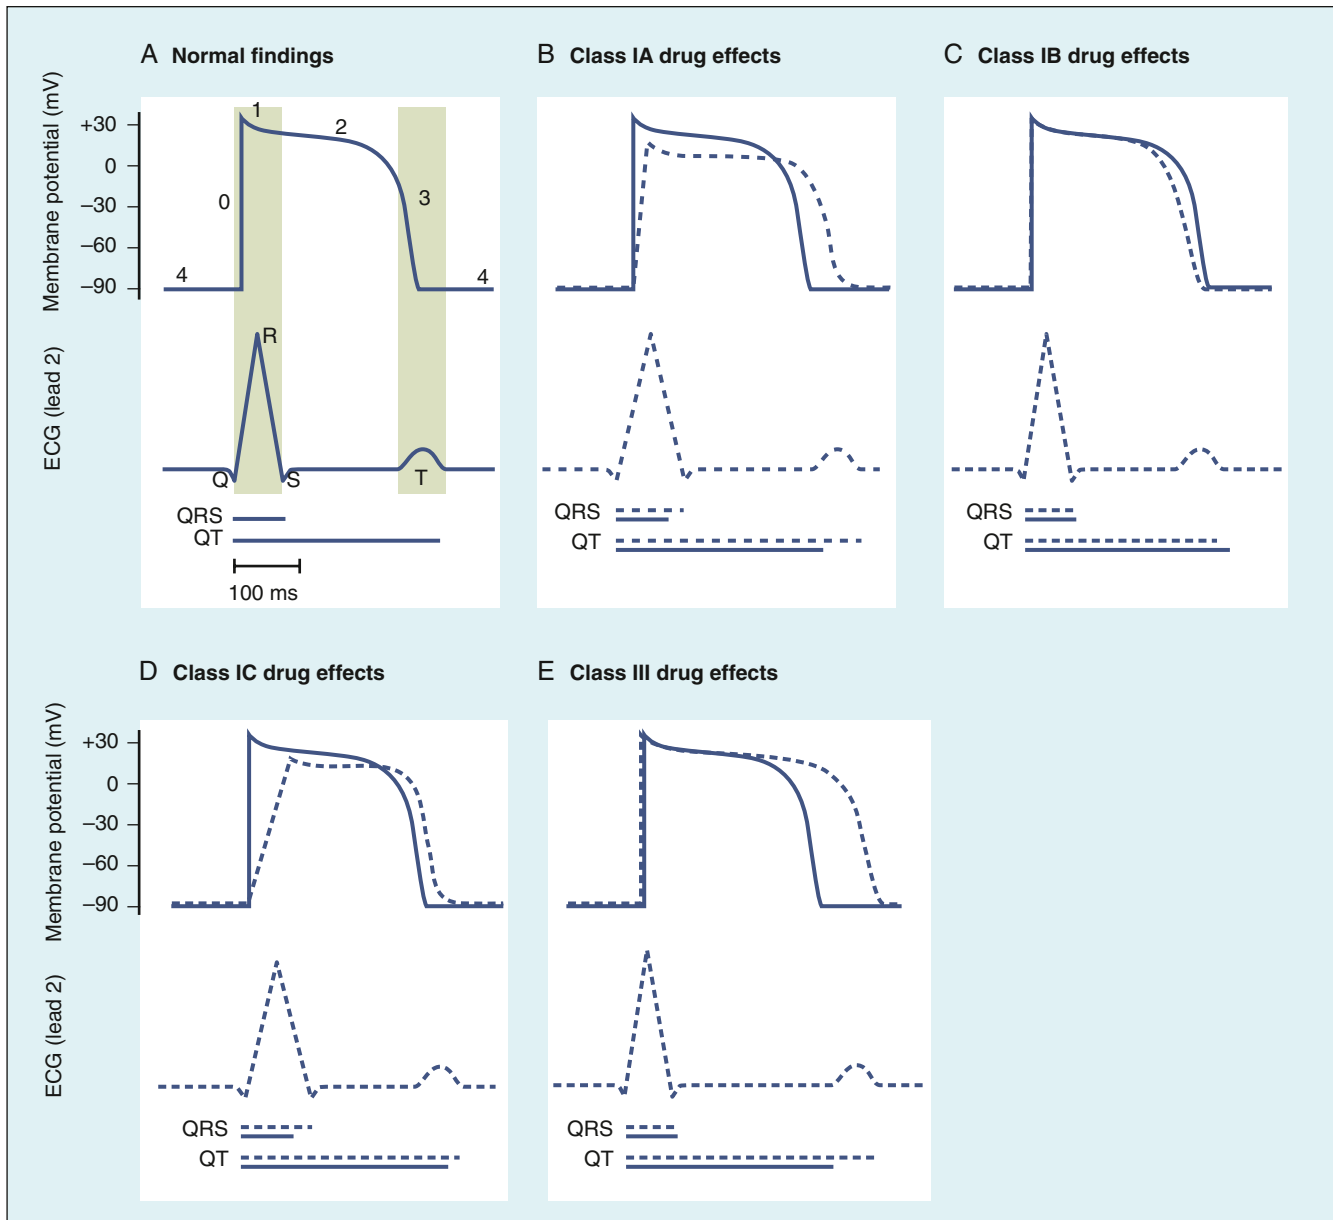 A Normal findings
B Class IA drug effects
C Class IB drug effects
Membrane potential (mV)
+30
0
–30
–60
–90
0
1
2
3
4
4
ECG (lead 2)
R
Q
S
T
QRS
QT
100 ms
QRS
QT
QRS
QT
D Class IC drug effects
E Class III drug effects
Membrane potential (mV)
+30
0
–30
–60
–90
ECG (lead 2)
QRS
QT
QRS
QT